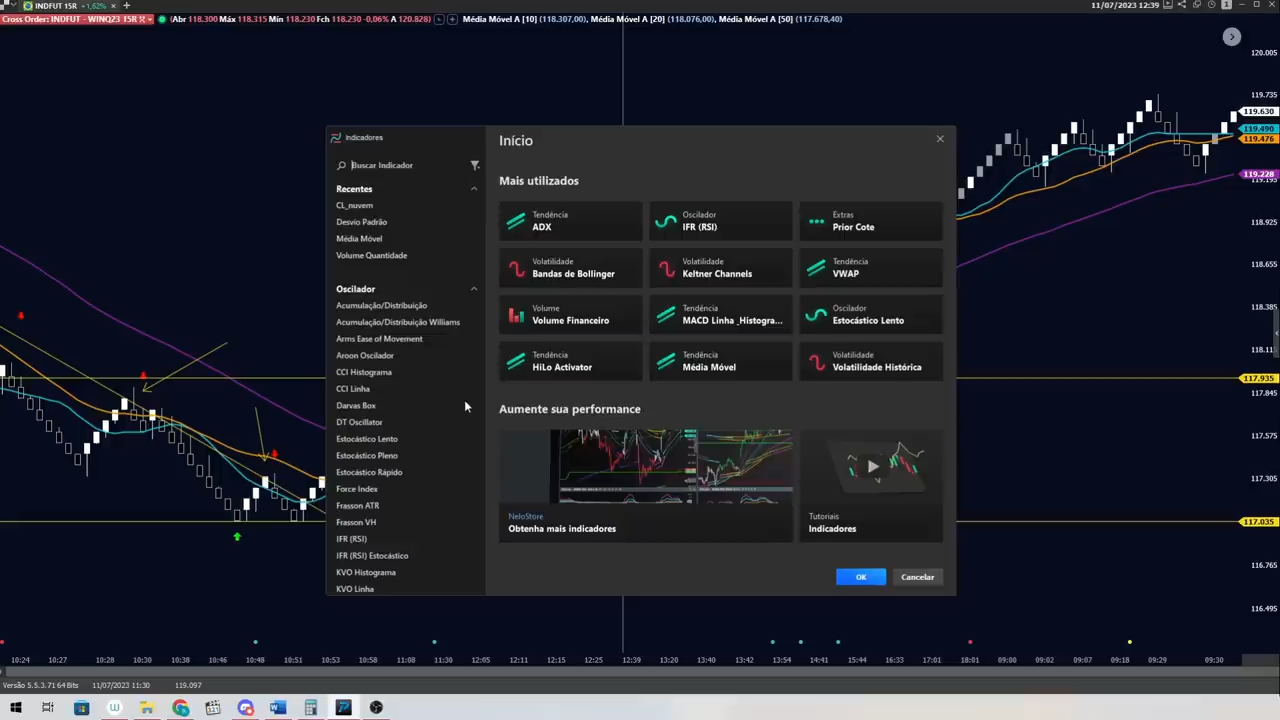 INDFUT 15R +1,62% ×
11/07/2023 12:39
Cross Order: INDFUT - WINQ23 15R
(Abr 118.300 Máx 118.315 Mín 118.230 Fch 118.230 -0,06% A 120.828)
Média Móvel A [10] (118.307,00), Média Móvel A [20] (118.076,00), Média Móvel A [50] (117.678,40)
120.005
119.735
119.630
119.490
119.476
119.228
119.195
118.925
118.655
118.385
118.115
117.935
117.575
117.305
117.035
116.765
116.495
Indicadores
Buscar Indicador
Recentes
CL_nuvem
Desvio Padrão
Média Móvel
Volume Quantidade
Oscilador
Acumulação/Distribuição
Acumulação/Distribuição Williams
Arms Ease of Movement
Aroon Oscilador
CCI Histograma
CCI Linha
Darvas Box
DT Oscillator
Estocástico Lento
Estocástico Pleno
Estocástico Rápido
Force Index
Frasson ATR
Frasson VH
IFR (RSI)
IFR (RSI) Estocástico
KVO Histograma
KVO Linha
Início
Mais utilizados
Tendência
ADX
Oscilador
IFR (RSI)
Extras
Prior Cote
Volatilidade
Bandas de Bollinger
Volatilidade
Keltner Channels
Tendência
VWAP
Volume
Volume Financeiro
Tendência
MACD Linha _Histogra...
Oscilador
Estocástico Lento
Tendência
HiLo Activator
Tendência
Média Móvel
Volatilidade
Volatilidade Histórica
Aumente sua performance
NeloStore
Obtenha mais indicadores
Tutoriais
Indicadores
OK
Cancelar
10:24 10:27 10:28 10:30 10:38 10:46 10:48 10:51 10:53 10:58 11:08 11:30 12:05 12:11 12:15 12:25 12:39 12:59 13:40 13:42 13:54 14:41 15:44 16:33 17:01 18:01 09:00 09:02 09:07 09:18 09:29 09:30
Versão 5.5.3.71 64 Bits 11/07/2023 11:30 119.097